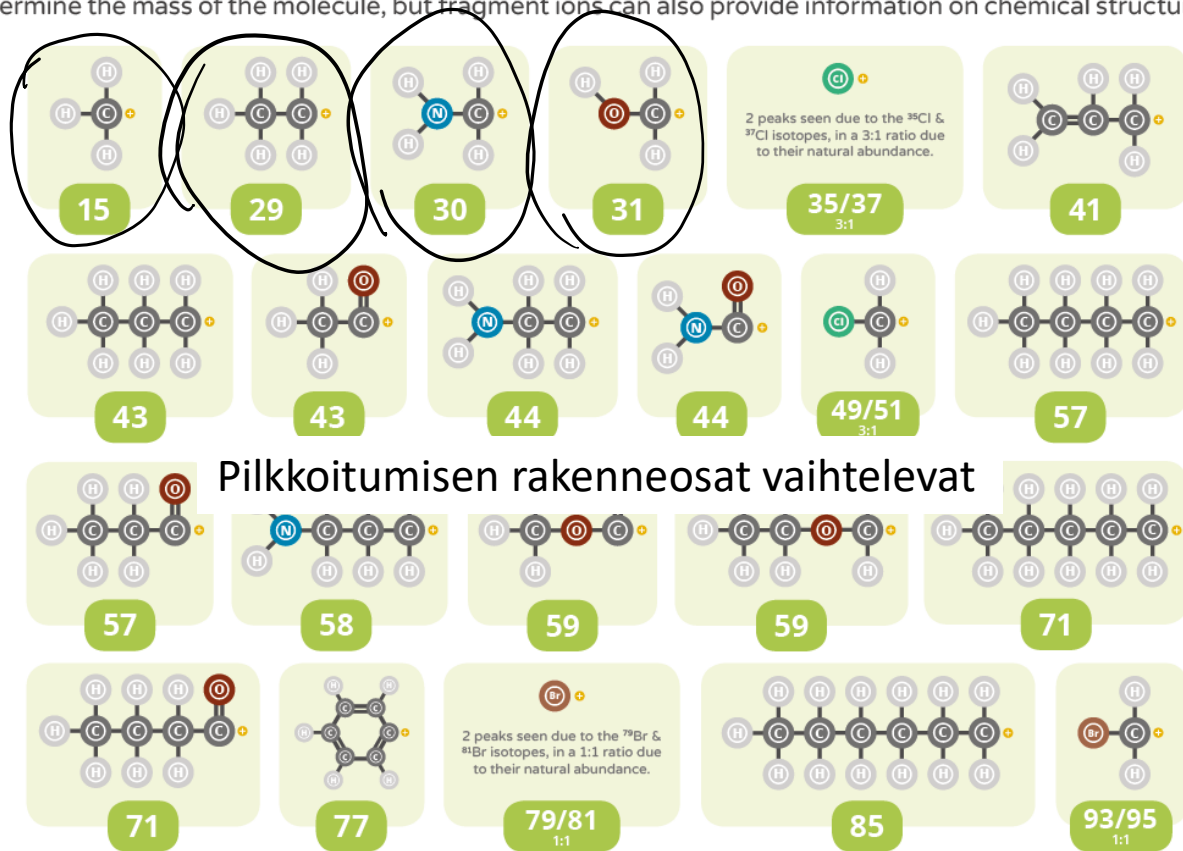 ermine the mass of the molecule, but fragment ions can also provide information on chemical structu
H H H H H H H H
H C + H C C + N C + O C + Cl + C C C +
H H H H H H H H
2 peaks seen due to the ³⁵Cl &
³⁷Cl isotopes, in a 3:1 ratio due
to their natural abundance.
15 29 30 31 35/37 41
3:1
H H H H O H H H O H H H H H
H C C C + H C C + N C C + N C + Cl C + H C C C C +
H H H H H H H H H H H H H
43 43 44 44 49/51 57
3:1
Pilkkoitumisen rakenneosat vaihtelevat
H H O H H H H
H C C C + N C C C + H C O C + H C C O C + H C C C C C +
H H H H H H H H H H H H H H H
57 58 59 59 71
H H H O H H Br + H H H H H H H
H C C C C + H C C C C C C + H C C C C C C + Br C +
H H H H H H H H H H H H
2 peaks seen due to the ⁷⁹Br &
⁸¹Br isotopes, in a 1:1 ratio due
to their natural abundance.
71 77 79/81 85 93/95
1:1 1:1